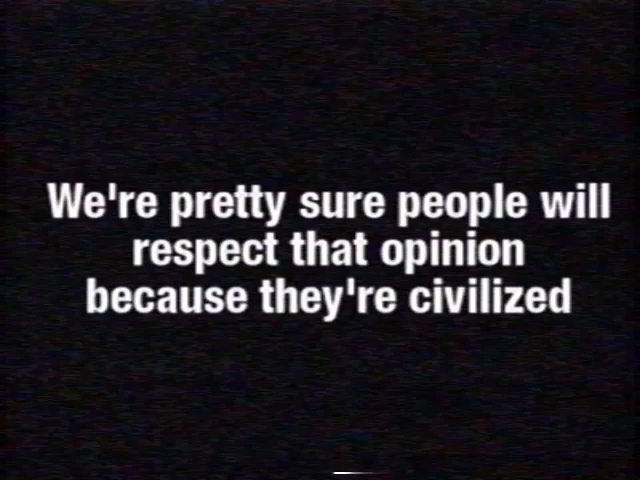 We're pretty sure people will
respect that opinion
because they're civilized